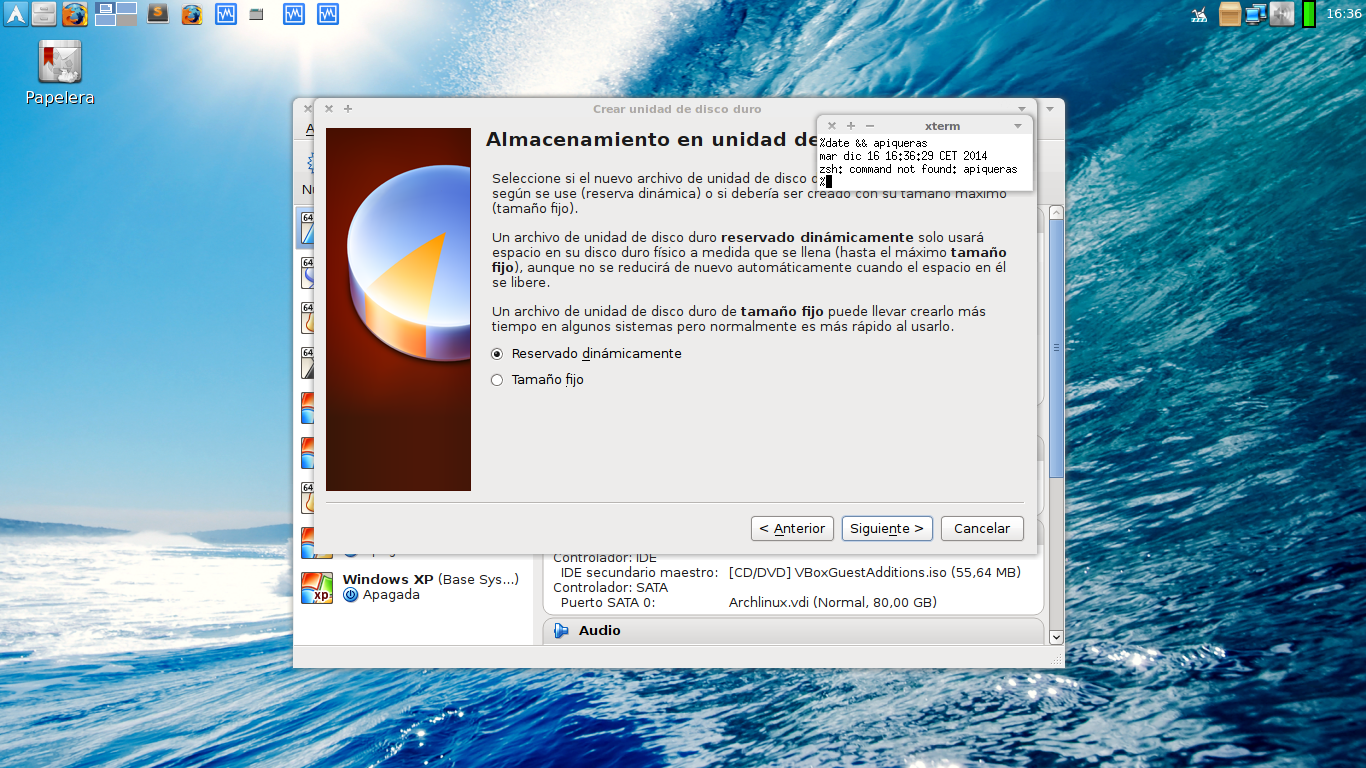 16:36
Papelera
Crear unidad de disco duro
xterm
%date && apiqueras
mar dic 16 16:36:29 CET 2014
zsh: command not found: apiqueras
%
Almacenamiento en unidad de
Seleccione si el nuevo archivo de unidad de disco
según se use (reserva dinámica) o si debería ser creado con su tamaño máximo
(tamaño fijo).
Un archivo de unidad de disco duro reservado dinámicamente solo usará
espacio en su disco duro físico a medida que se llena (hasta el máximo tamaño
fijo), aunque no se reducirá de nuevo automáticamente cuando el espacio en él
se libere.
Un archivo de unidad de disco duro de tamaño fijo puede llevar crearlo más
tiempo en algunos sistemas pero normalmente es más rápido al usarlo.
Reservado dinámicamente
Tamaño fijo
< Anterior
Siguiente >
Cancelar
64
64
64
64
64
Controlador: IDE
IDE secundario maestro: [CD/DVD] VBoxGuestAdditions.iso (55,64 MB)
Controlador: SATA
Puerto SATA 0: Archlinux.vdi (Normal, 80,00 GB)
xp
Windows XP (Base Sys...)
Apagada
Audio